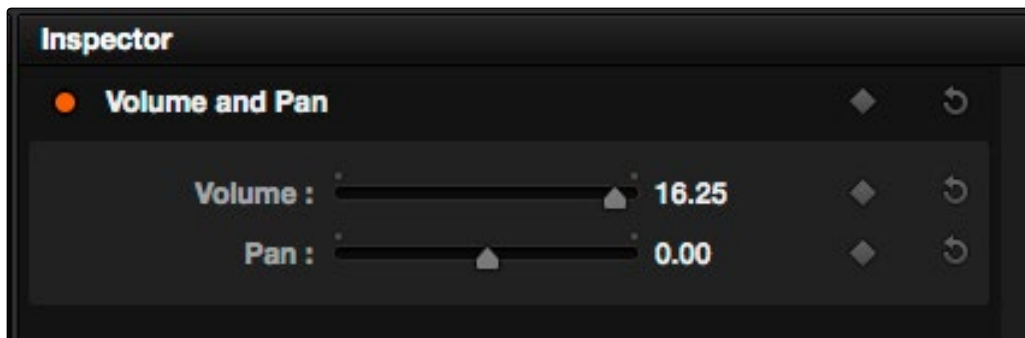 Inspector
Volume and Pan
Volume : 16.25
Pan : 0.00